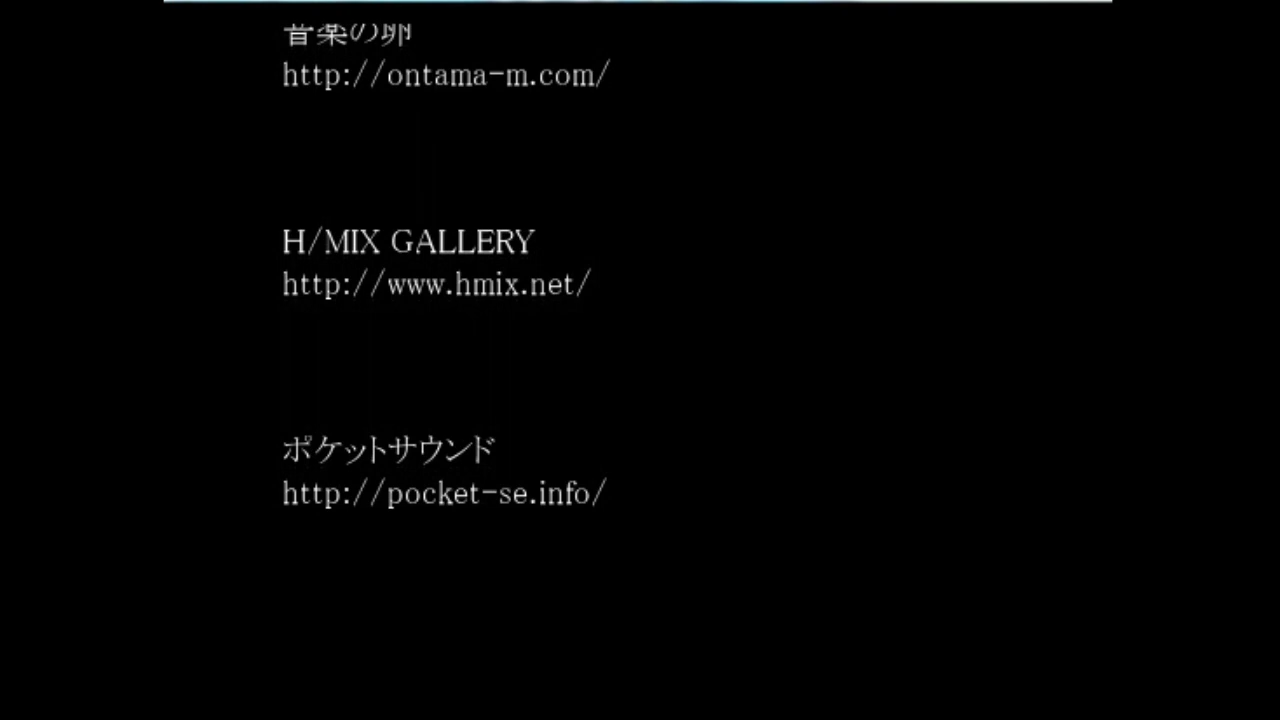 音楽の卵
http://ontama-m.com/
H/MIX GALLERY
http://www.hmix.net/
ポケットサウンド
http://pocket-se.info/